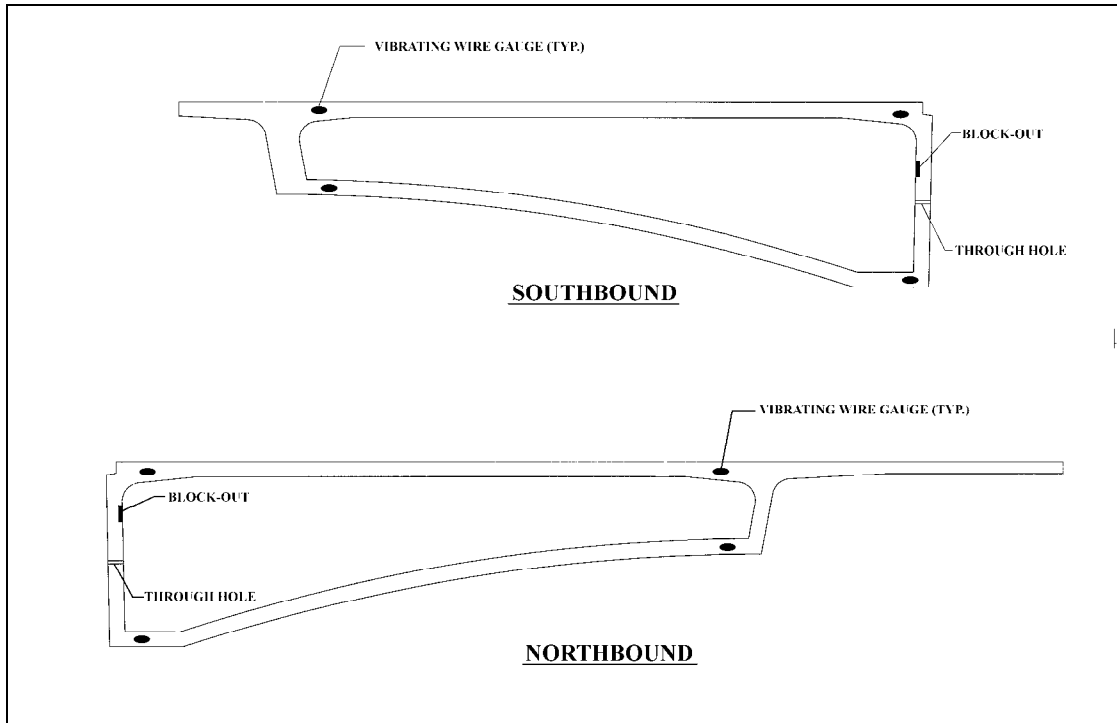 VIBRATING WIRE GAUGE (TYP.)
BLOCK-OUT
THROUGH HOLE
SOUTHBOUND
VIBRATING WIRE GAUGE (TYP.)
BLOCK-OUT
THROUGH HOLE
NORTHBOUND